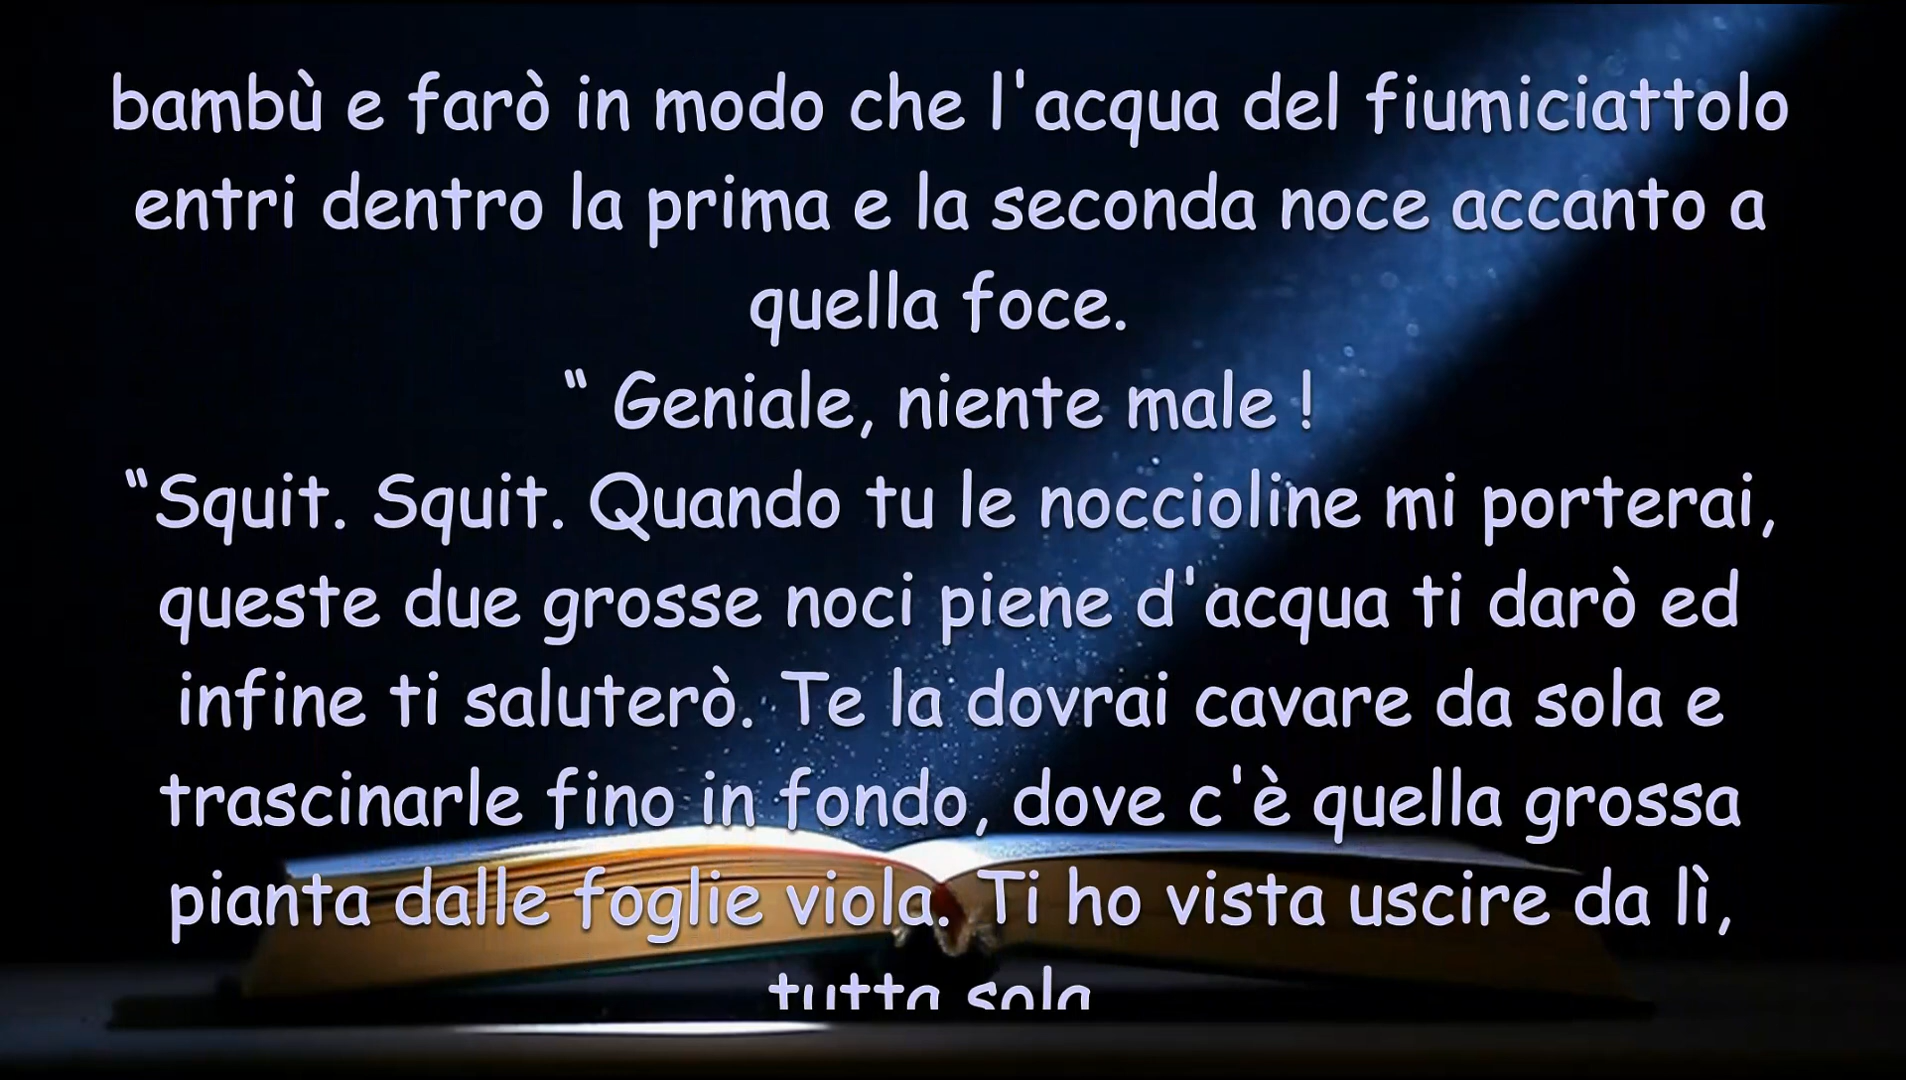 bambù e farò in modo che l'acqua del fiumiciattolo
entri dentro la prima e la seconda noce accanto a
quella foce.
“ Geniale, niente male !
“Squit. Squit. Quando tu le noccioline mi porterai,
queste due grosse noci piene d'acqua ti darò ed
infine ti saluterò. Te la dovrai cavare da sola e
trascinarle fino in fondo, dove c'è quella grossa
pianta dalle foglie viola. Ti ho vista uscire da lì,
tutta sola